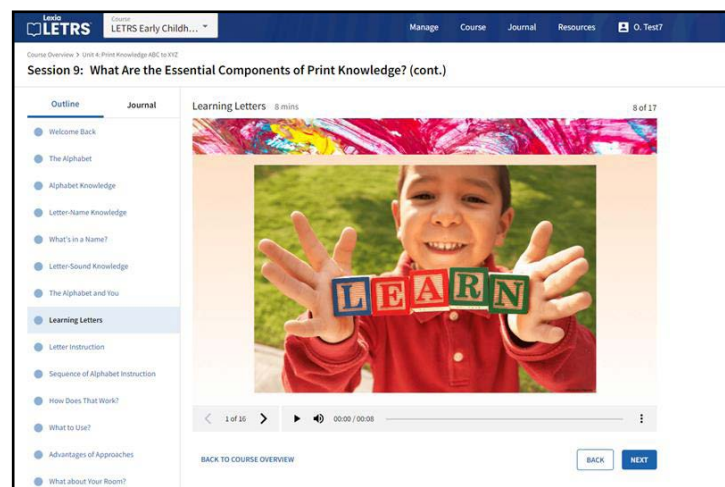 Lexia
LETRS
Course
LETRS Early Childh...
Manage
Course
Journal
Resources
O. Test7
Course Overview > Unit 4: Print Knowledge ABC to XYZ
Session 9: What Are the Essential Components of Print Knowledge? (cont.)
Outline
Journal
Learning Letters 8 mins
8 of 17
Welcome Back
The Alphabet
Alphabet Knowledge
Letter-Name Knowledge
What's in a Name?
Letter-Sound Knowledge
The Alphabet and You
Learning Letters
Letter Instruction
Sequence of Alphabet Instruction
How Does That Work?
What to Use?
Advantages of Approaches
What about Your Room?
LEARN
1 of 16
00:00 / 00:08
BACK TO COURSE OVERVIEW
BACK
NEXT